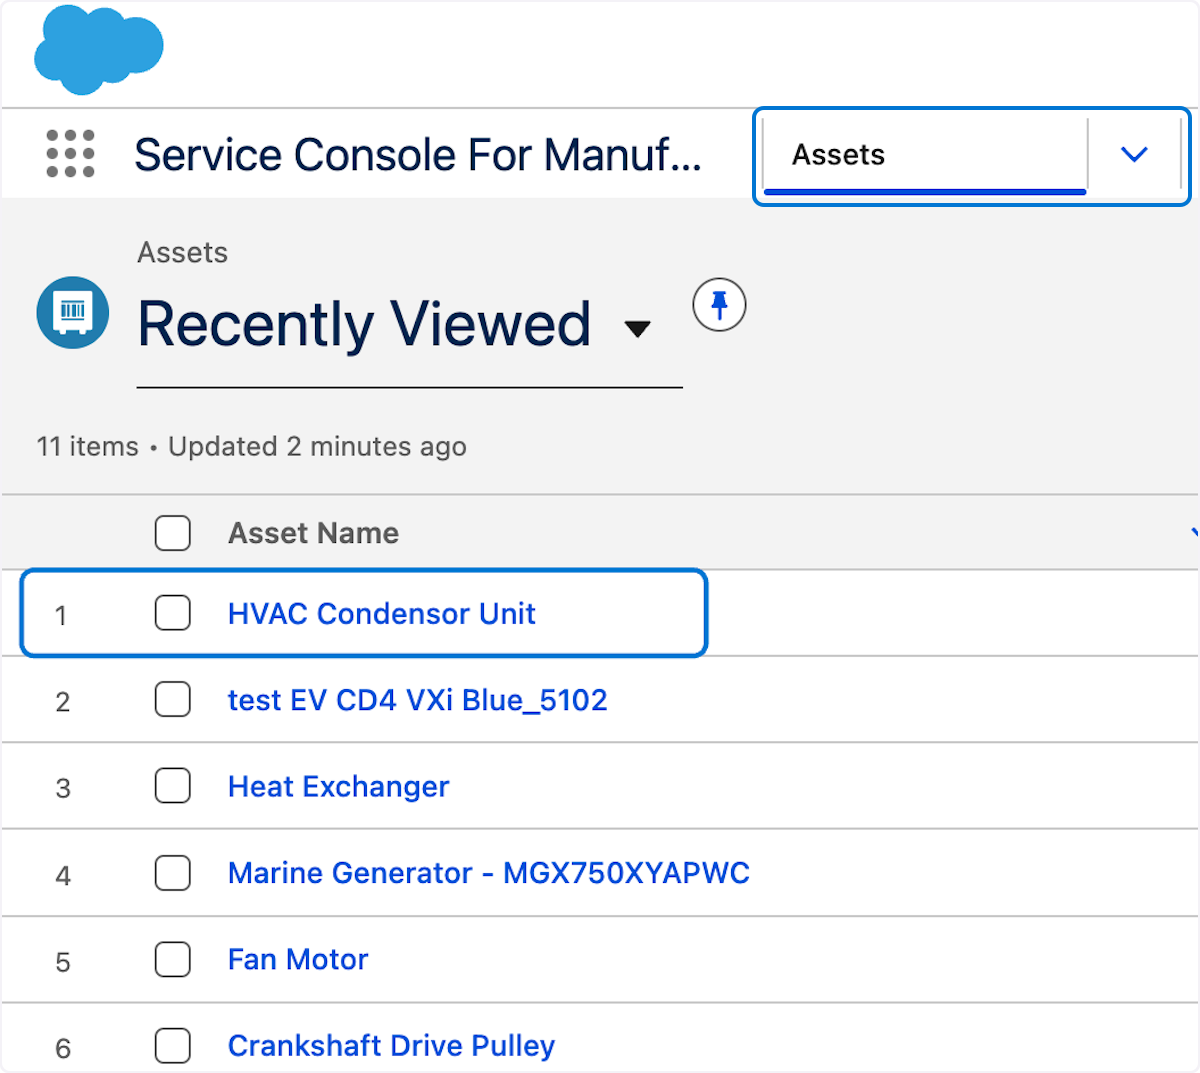 Service Console For Manuf...
Assets
Assets
Recently Viewed
11 items • Updated 2 minutes ago
Asset Name
1 HVAC Condensor Unit
2 test EV CD4 VXi Blue_5102
3 Heat Exchanger
4 Marine Generator - MGX750XYAPWC
5 Fan Motor
6 Crankshaft Drive Pulley